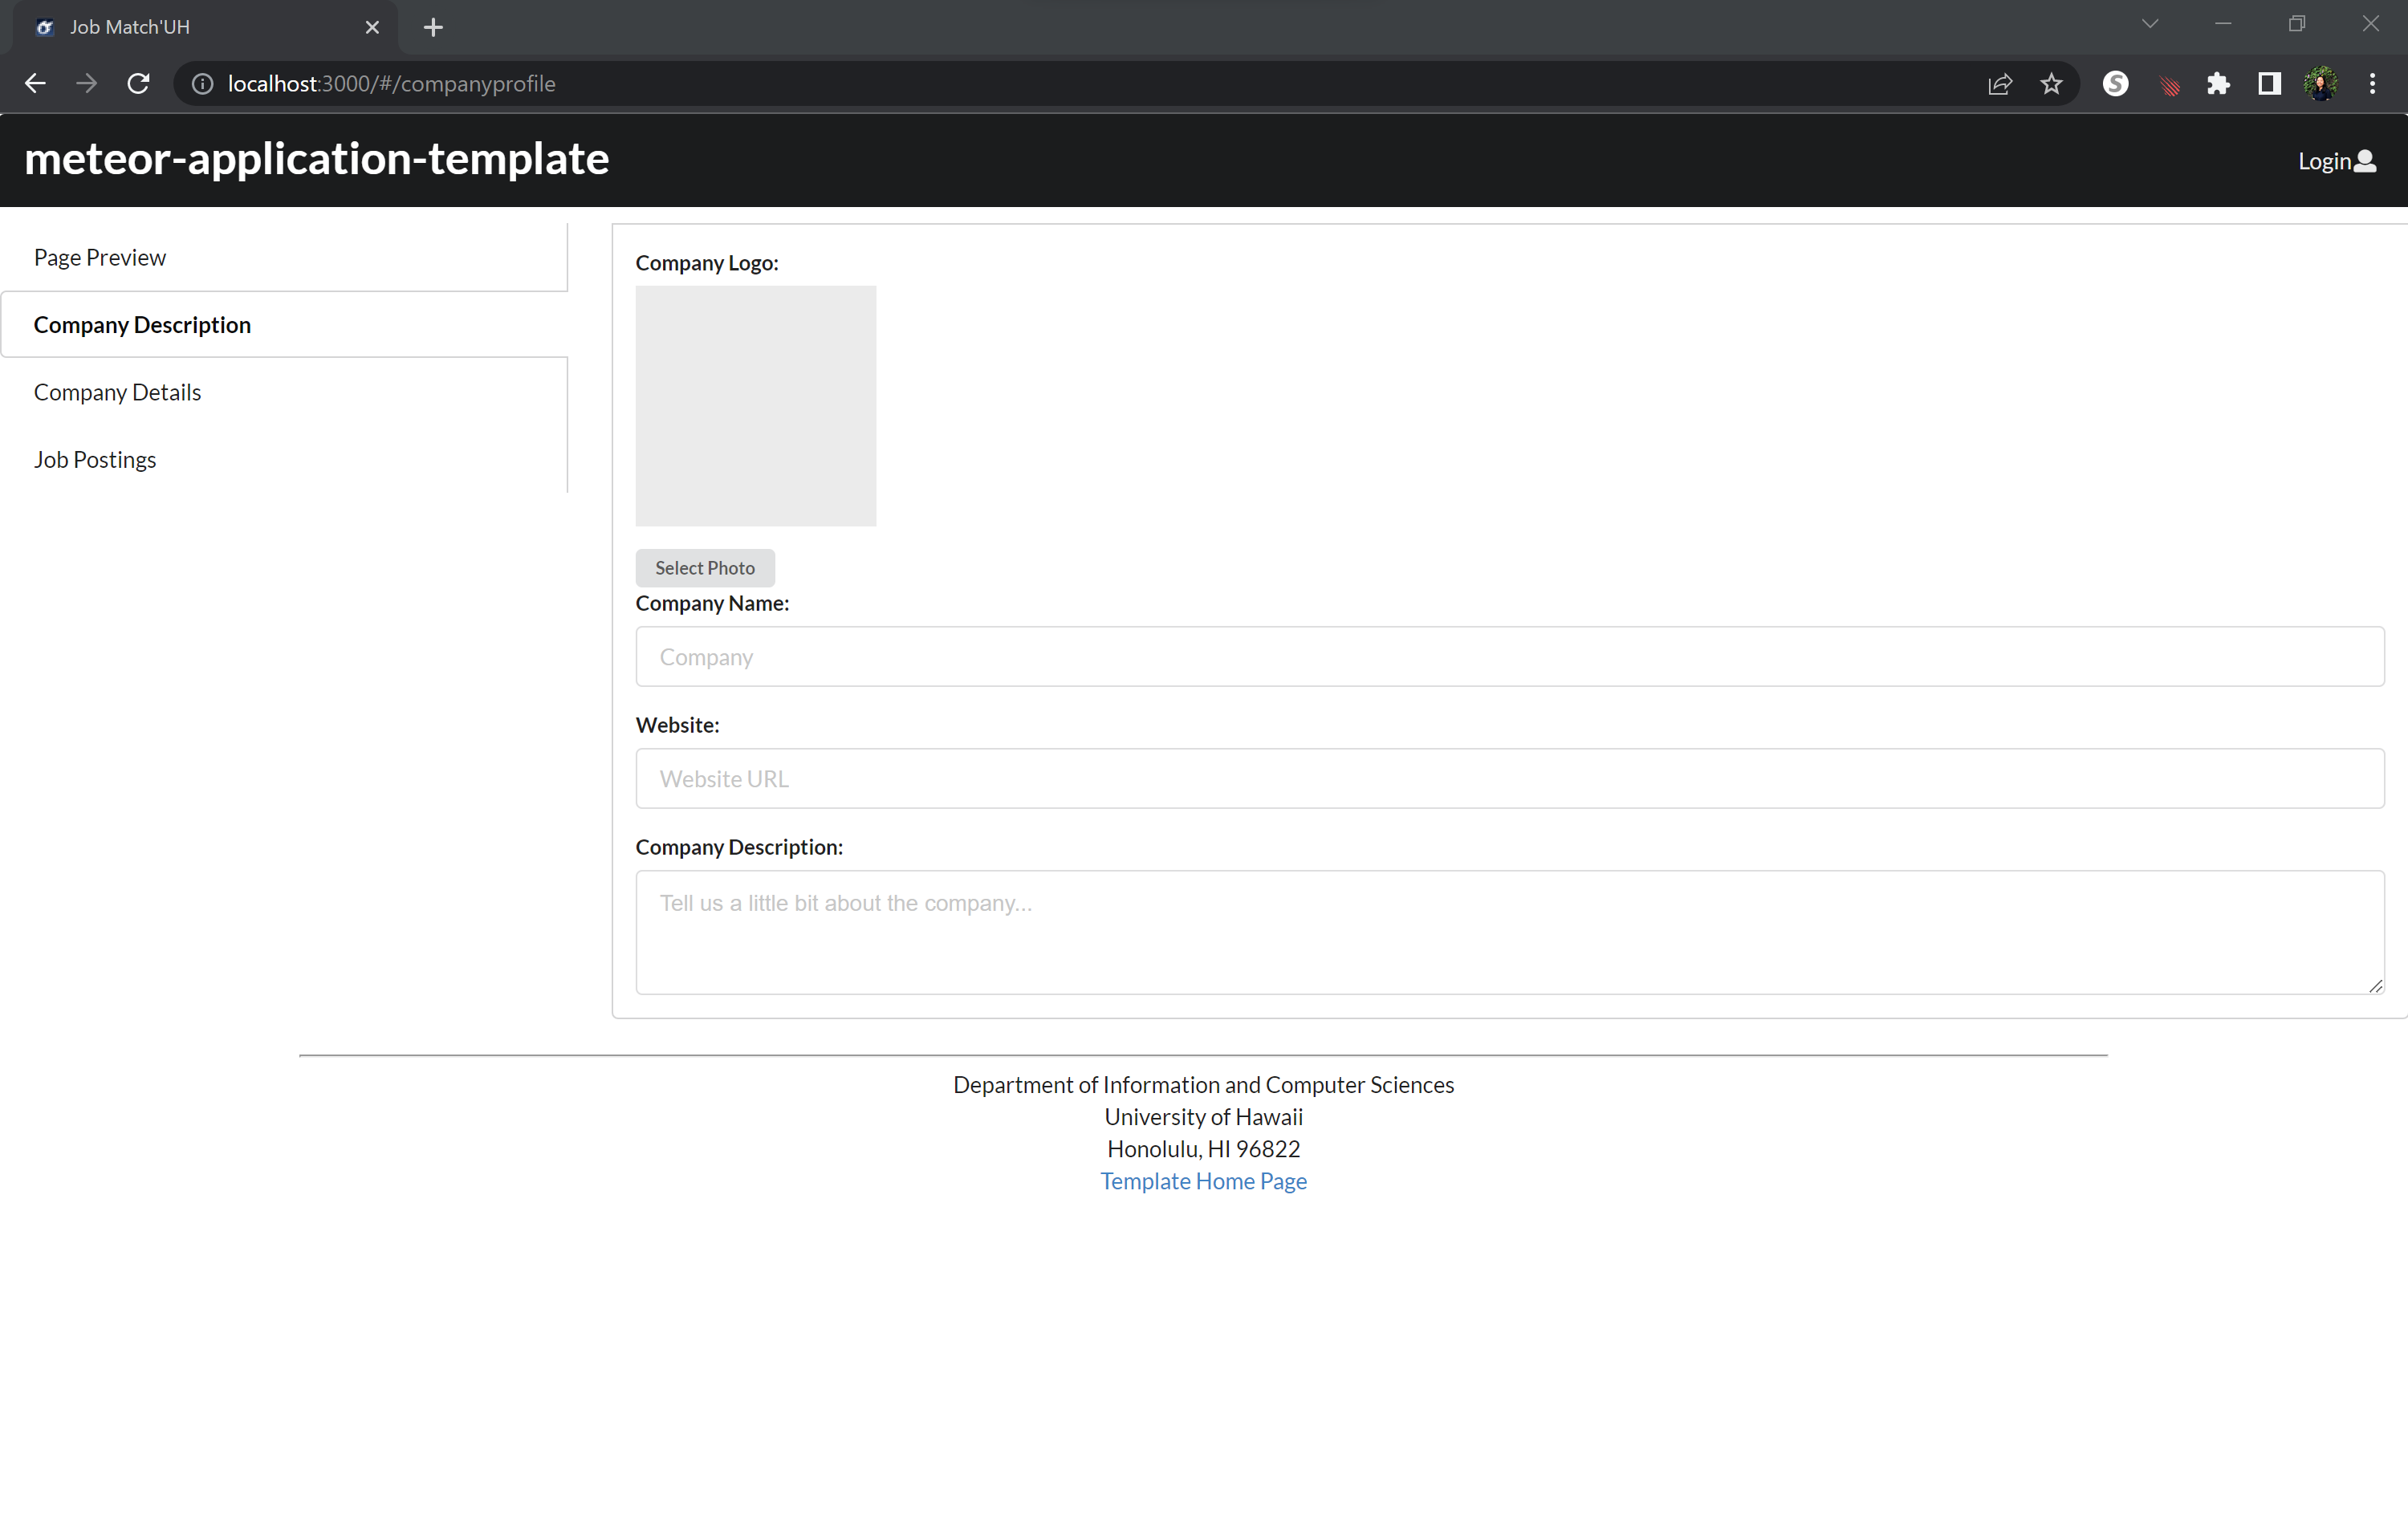 Job Match'UH
localhost:3000/#/companyprofile
meteor-application-template
Login
Page Preview
Company Description
Company Details
Job Postings
Company Logo:
Select Photo
Company Name:
Company
Website:
Website URL
Company Description:
Tell us a little bit about the company...
Department of Information and Computer Sciences
University of Hawaii
Honolulu, HI 96822
Template Home Page